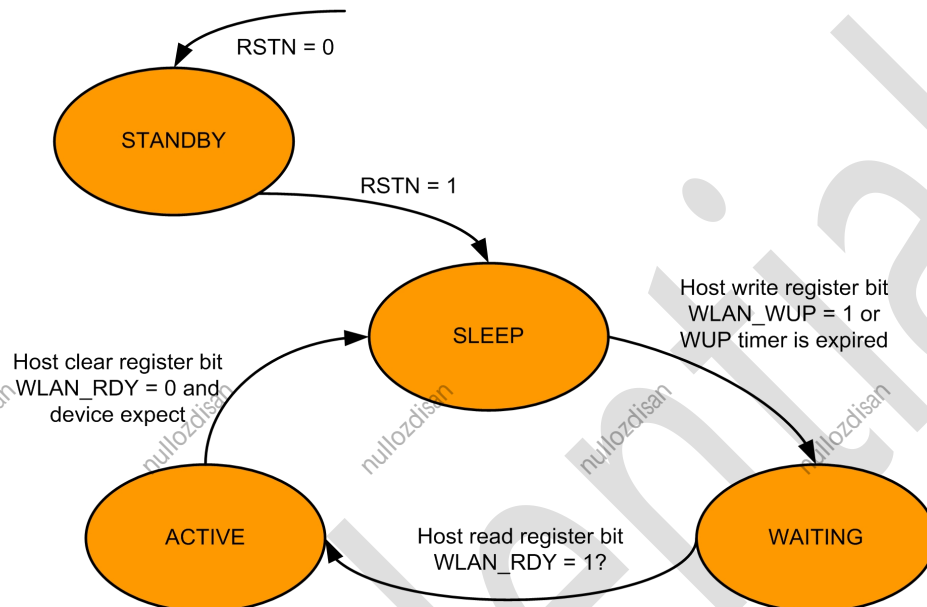 RSTN = 0
STANDBY
RSTN = 1
SLEEP
Host write register bit
WLAN_WUP = 1 or
WUP timer is expired
Host clear register bit
WLAN_RDY = 0 and
device expect
nullozdisan
nullozdisan
nullozdisan
nullozdisan
ACTIVE
Host read register bit
WLAN_RDY = 1?
WAITING